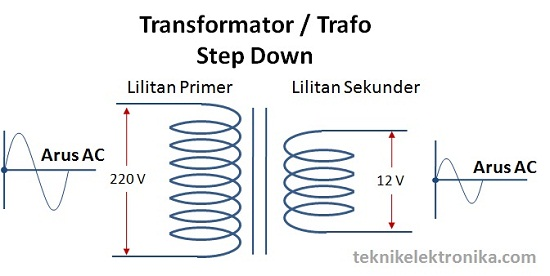 Transformator / Trafo
Step Down
Lilitan Primer
Lilitan Sekunder
Arus AC
220 V
12 V
Arus AC
teknikelektronika.com